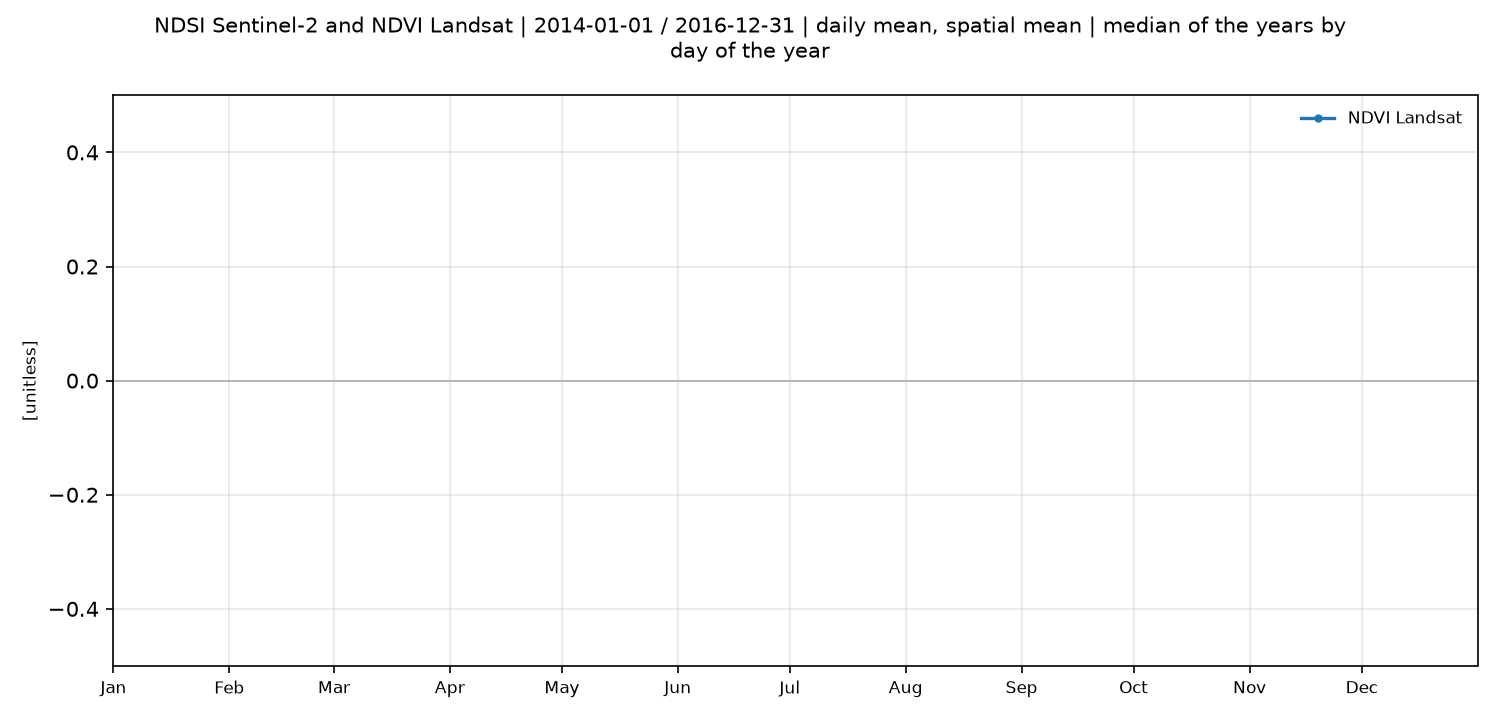 NDSI Sentinel-2 and NDVI Landsat | 2014-01-01 / 2016-12-31 | daily mean, spatial mean | median of the years by
day of the year
NDVI Landsat
0.4
0.2
0.0
−0.2
−0.4
[unitless]
Jan Feb Mar Apr May Jun Jul Aug Sep Oct Nov Dec